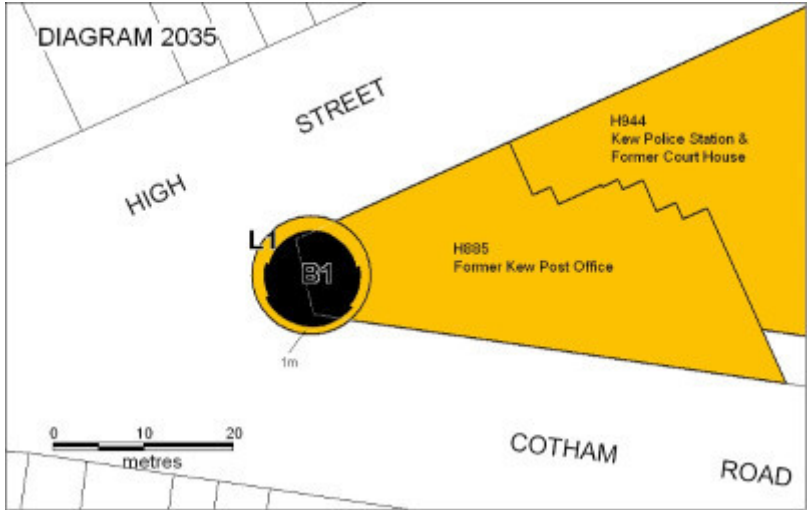 DIAGRAM 2035
HIGH STREET
H944
Kew Police Station &
Former Court House
L1
B1
H885
Former Kew Post Office
1m
0 10 20
metres
COTHAM ROAD